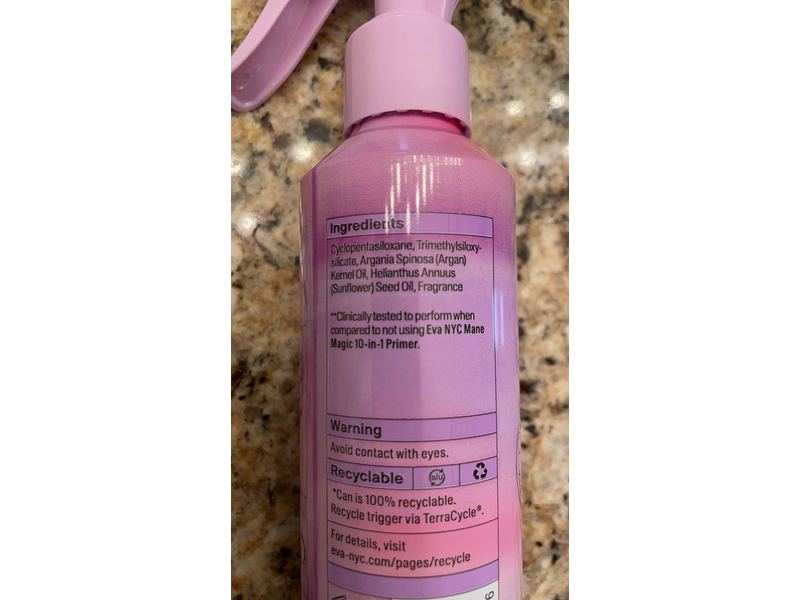 Ingredients
Cyclopentasiloxane, Trimethylsiloxy-
silicate, Argania Spinosa (Argan)
Kernel Oil, Helianthus Annuus
(Sunflower) Seed Oil, Fragrance
**Clinically tested to perform when
compared to not using Eva NYC Mane
Magic 10-in-1 Primer.
Warning
Avoid contact with eyes.
Recyclable
alu
*Can is 100% recyclable.
Recycle trigger via TerraCycle®.
For details, visit
eva-nyc.com/pages/recycle